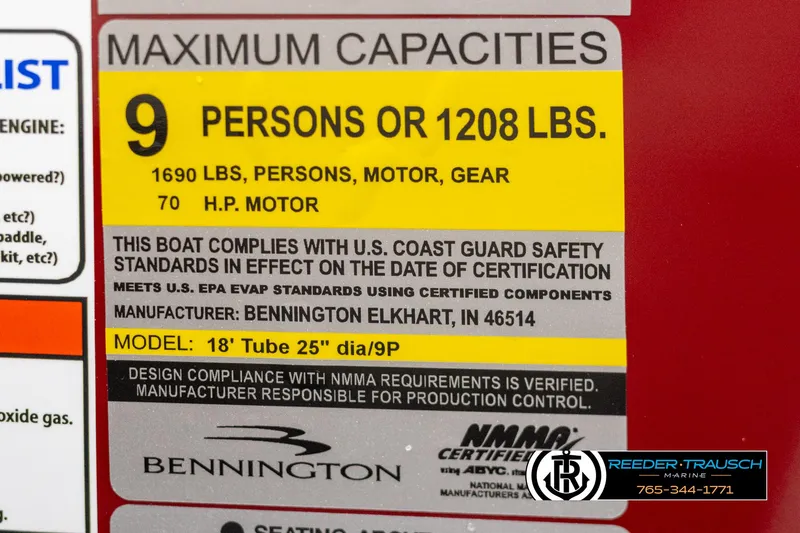 MAXIMUM CAPACITIES
9 PERSONS OR 1208 LBS.
1690 LBS, PERSONS, MOTOR, GEAR
70 H.P. MOTOR
THIS BOAT COMPLIES WITH U.S. COAST GUARD SAFETY
STANDARDS IN EFFECT ON THE DATE OF CERTIFICATION
MEETS U.S. EPA EVAP STANDARDS USING CERTIFIED COMPONENTS
MANUFACTURER: BENNINGTON ELKHART, IN 46514
MODEL: 18' Tube 25" dia/9P
DESIGN COMPLIANCE WITH NMMA REQUIREMENTS IS VERIFIED.
MANUFACTURER RESPONSIBLE FOR PRODUCTION CONTROL.
BENNINGTON
NMMA
CERTIFIED
using ABYC
NATIONAL
MANUFACTURERS
IST
ENGINE:
powered?)
etc?)
paddle,
kit, etc?)
oxide gas.
REEDER·TRAUSCH
MARINE
765-344-1771